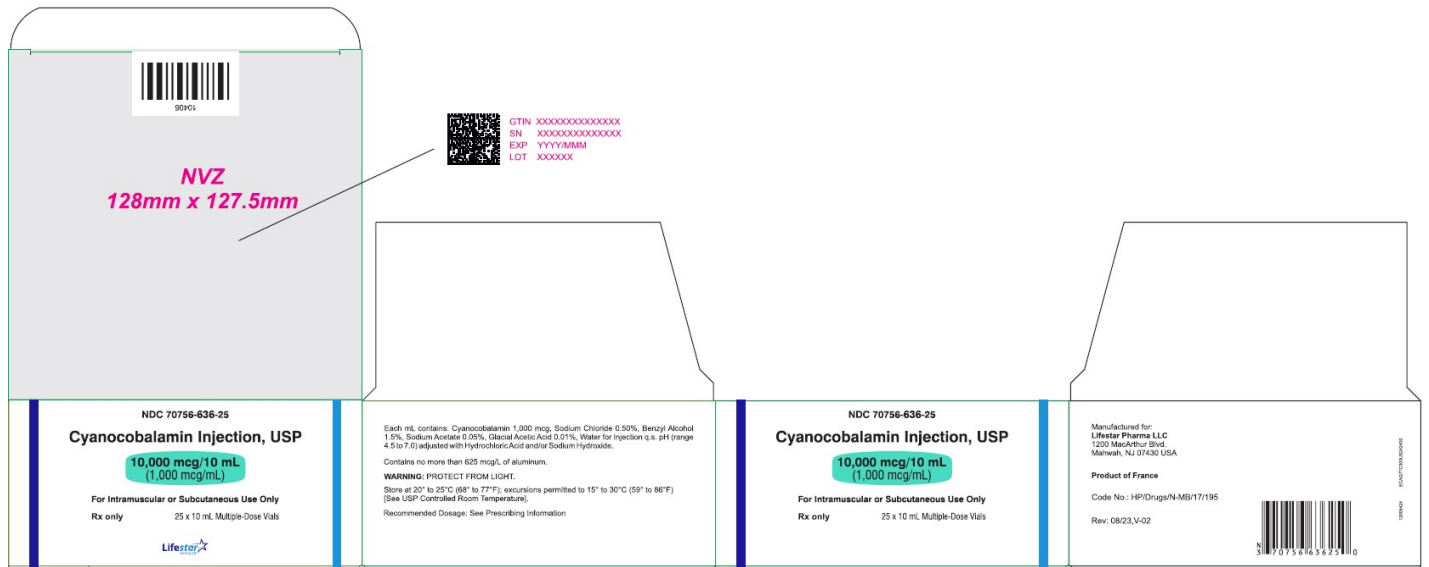 10406
GTIN XXXXXXXXXXXXXX
SN XXXXXXXXXXXXXX
EXP YYYY/MMM
LOT XXXXXX
NVZ
128mm x 127.5mm
NDC 70756-636-25
Cyanocobalamin Injection, USP
10,000 mcg/10 mL
(1,000 mcg/mL)
For Intramuscular or Subcutaneous Use Only
Rx only 25 x 10 mL Multiple-Dose Vials
Lifestar
Each mL contains: Cyanocobalamin 1,000 mcg, Sodium Chloride 0.50%, Benzyl Alcohol
1.5%, Sodium Acetate 0.05%, Glacial Acetic Acid 0.01%, Water for Injection q.s. pH (range
4.5 to 7.0) adjusted with Hydrochloric Acid and/or Sodium Hydroxide.
Contains no more than 625 mcg/L of aluminum.
WARNING: PROTECT FROM LIGHT.
Store at 20° to 25°C (68° to 77°F); excursions permitted to 15° to 30°C (59° to 86°F)
[See USP Controlled Room Temperature].
Recommended Dosage: See Prescribing Information
NDC 70756-636-25
Cyanocobalamin Injection, USP
10,000 mcg/10 mL
(1,000 mcg/mL)
For Intramuscular or Subcutaneous Use Only
Rx only 25 x 10 mL Multiple-Dose Vials
Manufactured for:
Lifestar Pharma LLC
1200 MacArthur Blvd.
Mahwah, NJ 07430 USA
Product of France
Code No.: HP/Drugs/N-MB/17/195
Rev: 08/23,V-02
N
3 70756 63625 0